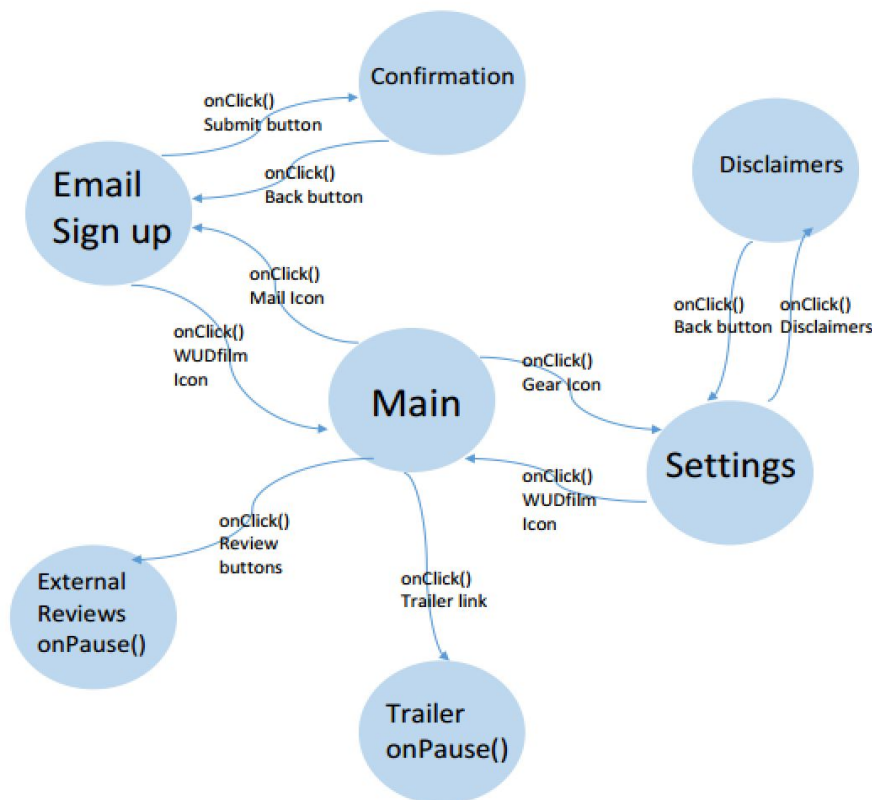 Confirmation
onClick()
Submit button
onClick()
Back button
Email
Sign up
Disclaimers
onClick()
Mail Icon
onClick()
Back button
onClick()
Disclaimers
onClick()
WUDfilm
Icon
Main
onClick()
Gear Icon
Settings
onClick()
WUDfilm
Icon
onClick()
Review
buttons
External
Reviews
onPause()
onClick()
Trailer link
Trailer
onPause()